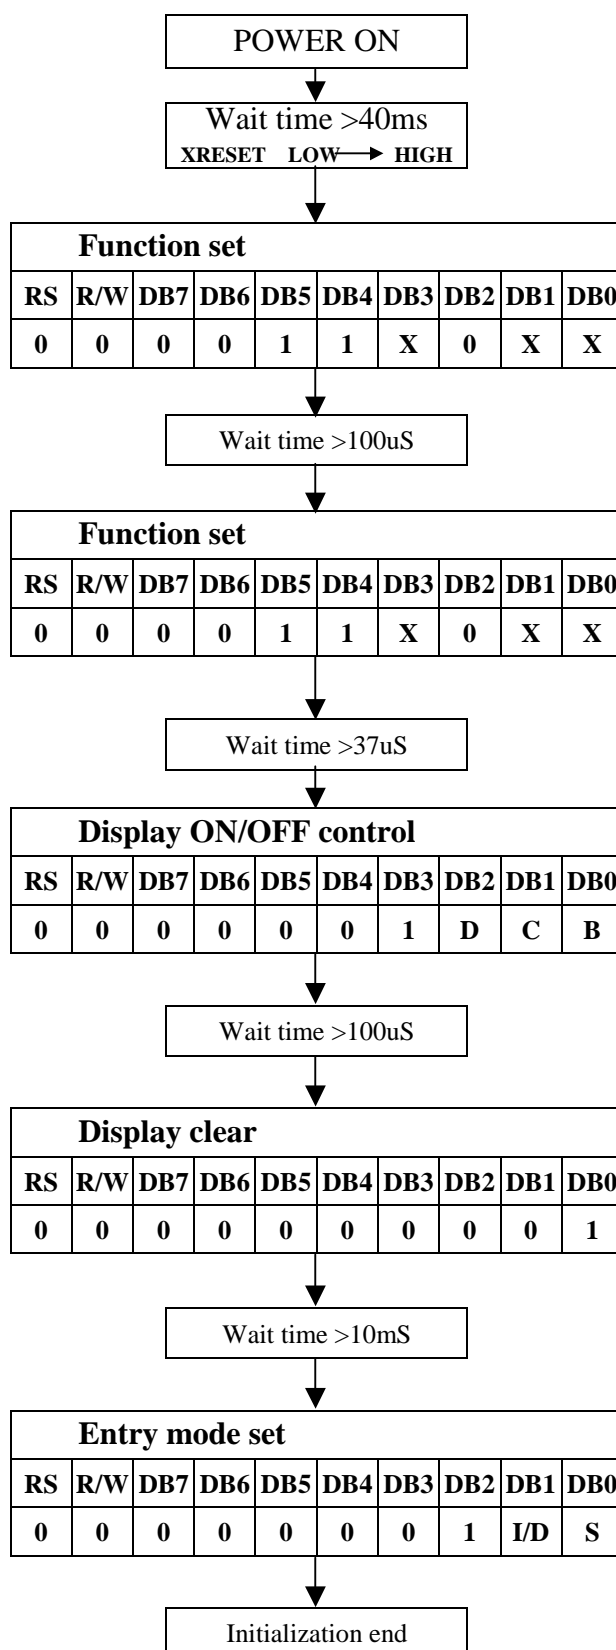 POWER ON
Wait time >40ms
XRESET LOW HIGH
Function set
RS R/W DB7 DB6 DB5 DB4 DB3 DB2 DB1 DB0
0 0 0 0 1 1 X 0 X X
Wait time >100uS
Function set
RS R/W DB7 DB6 DB5 DB4 DB3 DB2 DB1 DB0
0 0 0 0 1 1 X 0 X X
Wait time >37uS
Display ON/OFF control
RS R/W DB7 DB6 DB5 DB4 DB3 DB2 DB1 DB0
0 0 0 0 0 0 1 D C B
Wait time >100uS
Display clear
RS R/W DB7 DB6 DB5 DB4 DB3 DB2 DB1 DB0
0 0 0 0 0 0 0 0 0 1
Wait time >10mS
Entry mode set
RS R/W DB7 DB6 DB5 DB4 DB3 DB2 DB1 DB0
0 0 0 0 0 0 0 1 I/D S
Initialization end